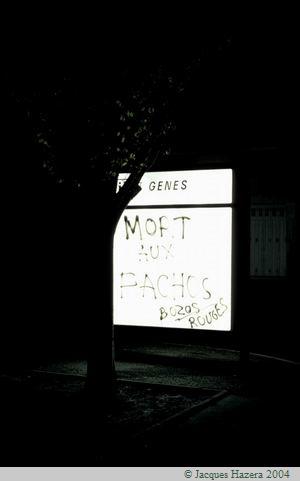 GENES
MORT
AUX
FACHOS
BOZOS
ROUGES
© Jacques Hazera 2004